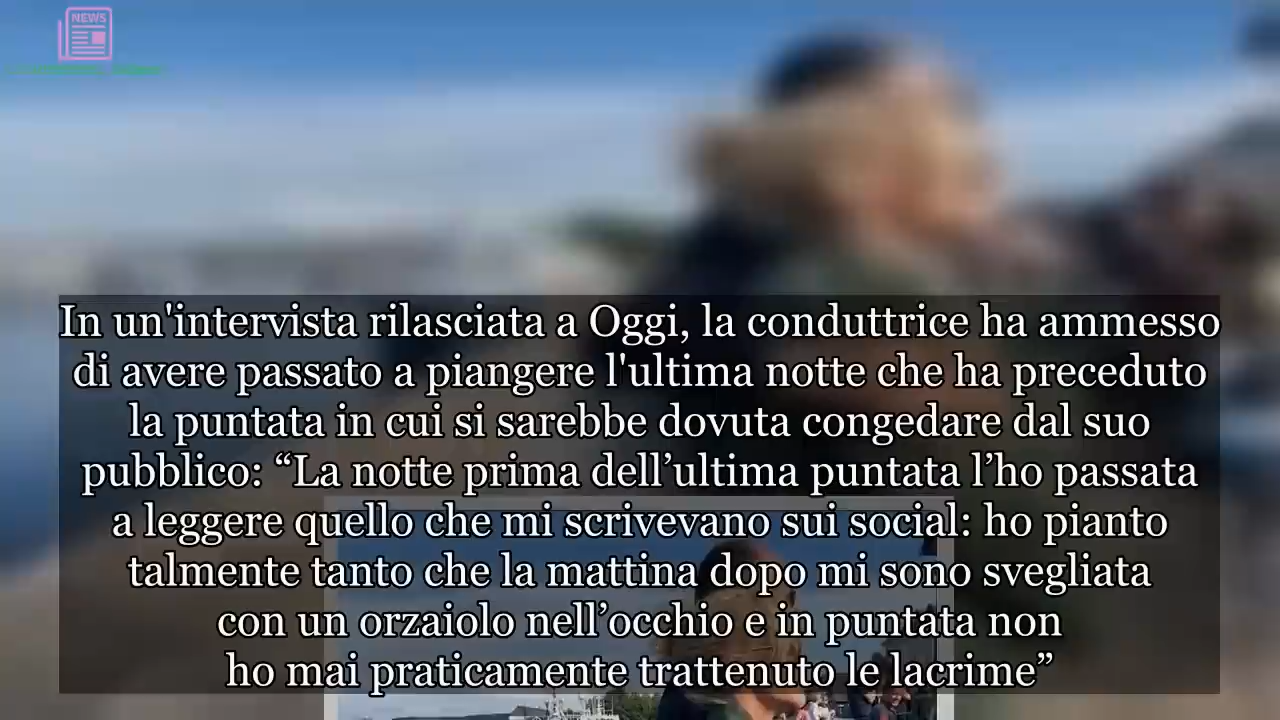 NEWS
In un'intervista rilasciata a Oggi, la conduttrice ha ammesso
di avere passato a piangere l'ultima notte che ha preceduto
la puntata in cui si sarebbe dovuta congedare dal suo
pubblico: “La notte prima dell’ultima puntata l’ho passata
a leggere quello che mi scrivevano sui social: ho pianto
talmente tanto che la mattina dopo mi sono svegliata
con un orzaiolo nell’occhio e in puntata non
ho mai praticamente trattenuto le lacrime”